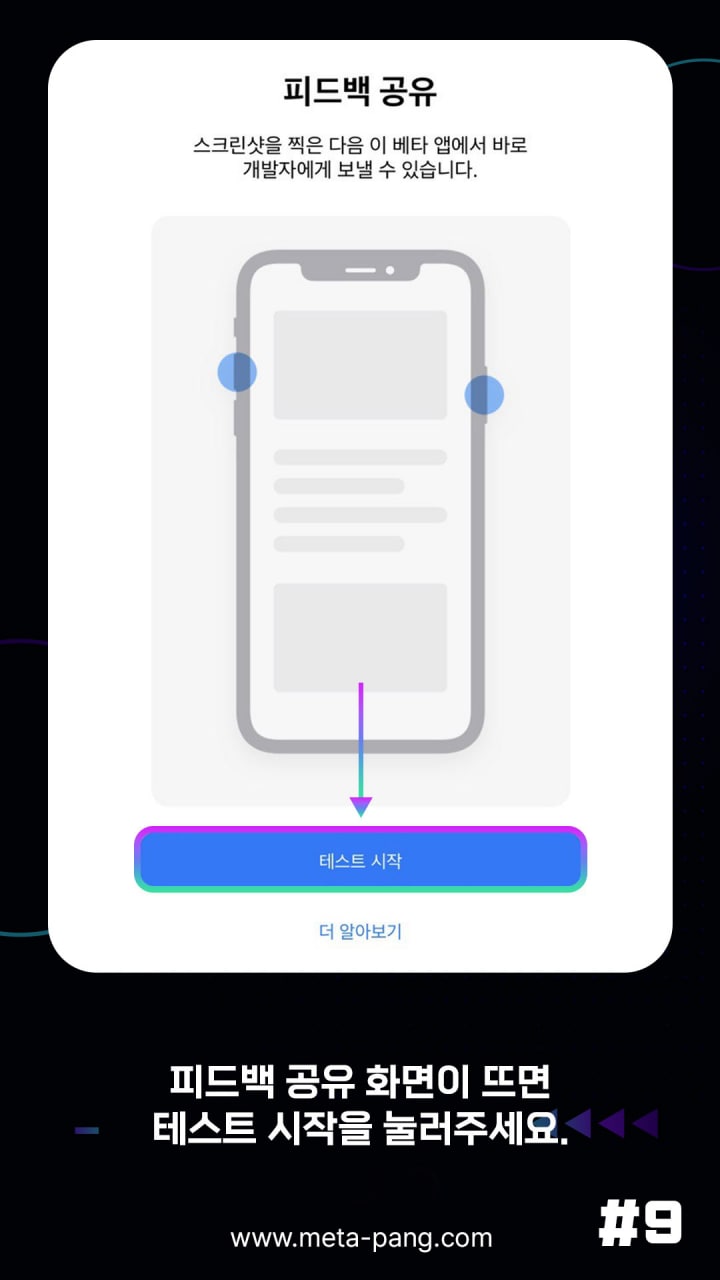 피드백 공유
스크린샷을 찍은 다음 이 베타 앱에서 바로
개발자에게 보낼 수 있습니다.
테스트 시작
더 알아보기
피드백 공유 화면이 뜨면
테스트 시작을 눌러주세요.
#9
www.meta-pang.com